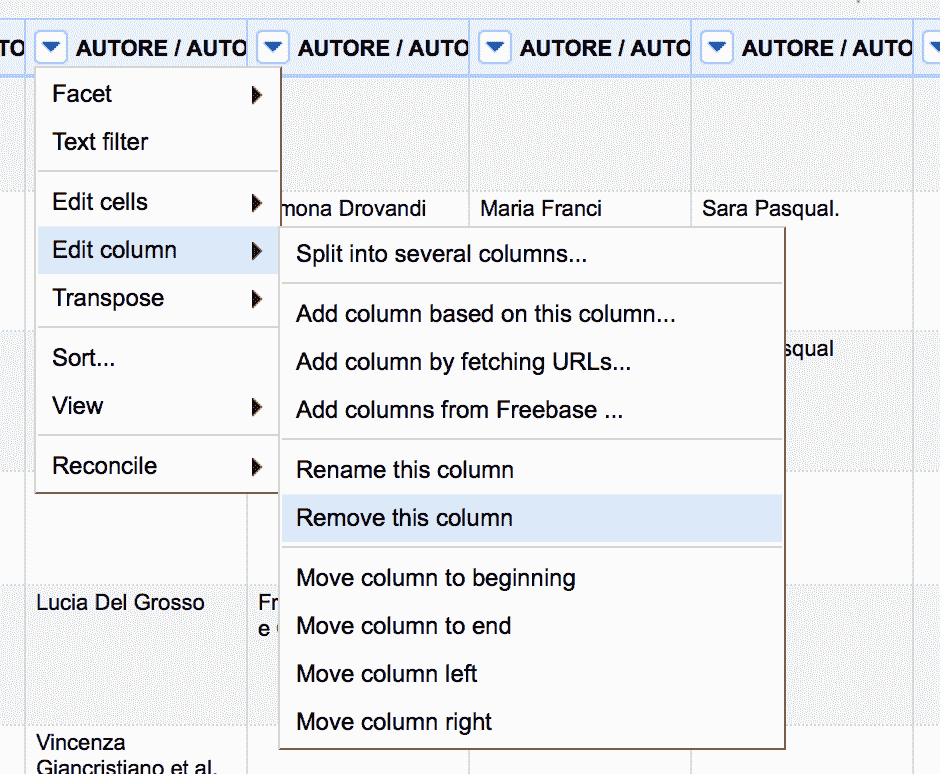 TO AUTORE / AUTO AUTORE / AUTO AUTORE / AUTO AUTORE / AUTO
Facet
Text filter
Edit cells
Edit column
Transpose
Sort...
View
Reconcile
mona Drovandi
Maria Franci
Sara Pasqual.
Split into several columns...
Add column based on this column...
Add column by fetching URLs...
Add columns from Freebase ...
Rename this column
Remove this column
Move column to beginning
Move column to end
Move column left
Move column right
squal
Lucia Del Grosso
Fr
e
Vincenza
Giancristiano et al.